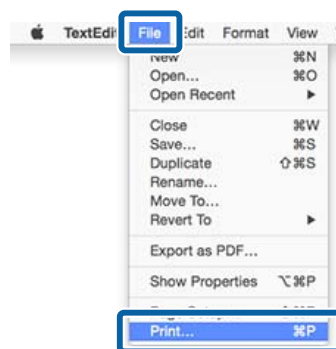 TextEdit File Edit Format View
New ⌘N
Open... ⌘O
Open Recent ▶
Close ⌘W
Save... ⌘S
Duplicate ⇧⌘S
Rename...
Move To...
Revert To ▶
Export as PDF...
Show Properties ⌥⌘P
Print... ⌘P